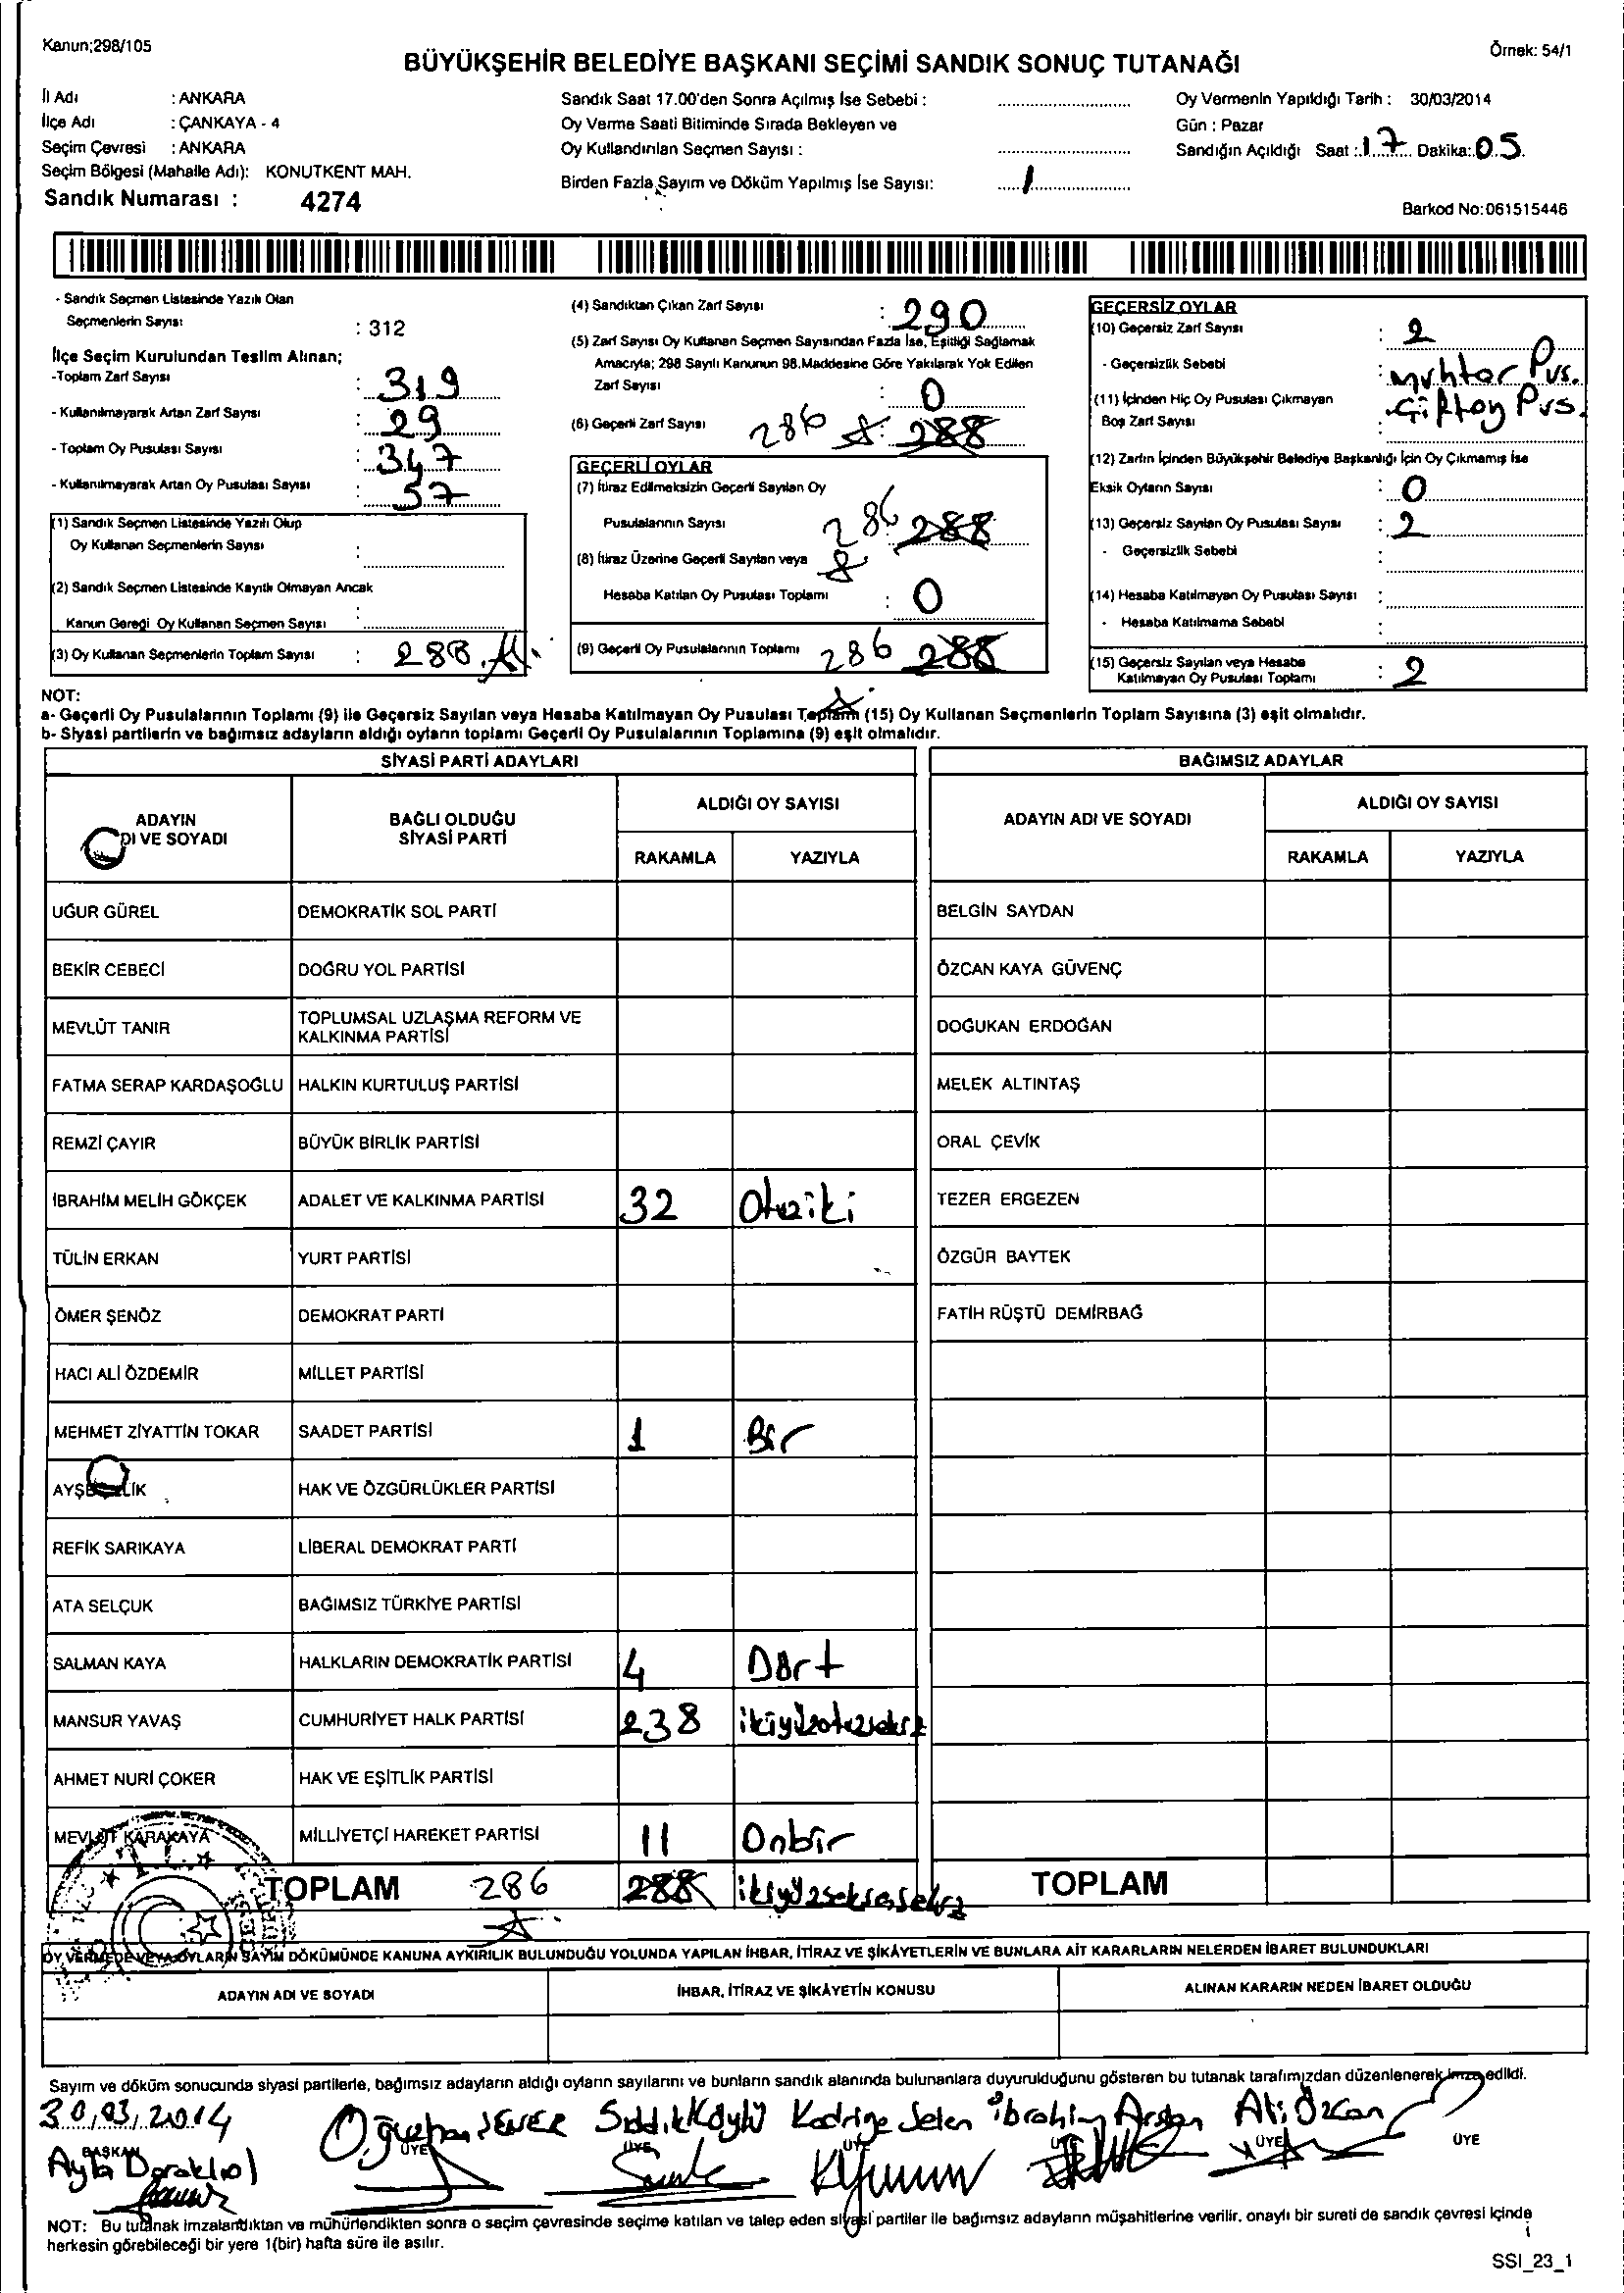 Kanun;298/105
Örnek: 54/1
BÜYÜKŞEHİR BELEDİYE BAŞKANI SEÇİMİ SANDIK SONUÇ TUTANAĞI
İl Adı : ANKARA
İlçe Adı : ÇANKAYA - 4
Seçim Çevresi : ANKARA
Seçim Bölgesi (Mahalle Adı): KONUTKENT MAH.
Sandık Numarası : 4274
Sandık Saat 17.00'den Sonra Açılmış İse Sebebi :
Oy Verme Saati Bitiminde Sırada Bekleyen ve
Oy Kullandırılan Seçmen Sayısı :
Birden Fazla Sayım ve Döküm Yapılmış İse Sayısı: 1
Oy Vermenin Yapıldığı Tarih : 30/03/2014
Gün : Pazar
Sandığın Açıldığı Saat : 17 Dakika: 05
Barkod No:061515446
- Sandık Seçmen Listesinde Yazılı Olan
Seçmenlerin Sayısı : 312
İlçe Seçim Kurulundan Teslim Alınan;
-Toplam Zarf Sayısı : 319
- Kullanılmayarak Artan Zarf Sayısı : 29
- Toplam Oy Pusulası Sayısı : 347
- Kullanılmayarak Artan Oy Pusulası Sayısı : 57
(1) Sandık Seçmen Listesinde Yazılı Olup
Oy Kullanan Seçmenlerin Sayısı :
(2) Sandık Seçmen Listesinde Kayıtlı Olmayan Ancak
Kanun Gereği Oy Kullanan Seçmen Sayısı :
(3) Oy Kullanan Seçmenlerin Toplam Sayısı : 288
(4) Sandıktan Çıkan Zarf Sayısı : 290
(5) Zarf Sayısı Oy Kullanan Seçmen Sayısından Fazla İse, Eşitliği Sağlamak
Amacıyla; 298 Sayılı Kanunun 98.Maddesine Göre Yakılarak Yok Edilen
Zarf Sayısı : 0
(6) Geçerli Zarf Sayısı 286 : 288
GEÇERLİ OYLAR
(7) İtiraz Edilmeksizin Geçerli Sayılan Oy
Pusulalarının Sayısı 286 288
(8) İtiraz Üzerine Geçerli Sayılan veya
Hesaba Katılan Oy Pusulası Toplamı : 0
(9) Geçerli Oy Pusulalarının Toplamı 286 288
GEÇERSİZ OYLAR
(10) Geçersiz Zarf Sayısı : 2
- Geçersizlik Sebebi : muhtar Pus.
(11) İçinden Hiç Oy Pusulası Çıkmayan
Boş Zarf Sayısı :
(12) Zarfın İçinden Büyükşehir Belediye Başkanlığı İçin Oy Çıkmamış İse
Eksik Oyların Sayısı : 0
(13) Geçersiz Sayılan Oy Pusulası Sayısı : 2
- Geçersizlik Sebebi :
(14) Hesaba Katılmayan Oy Pusulası Sayısı :
- Hesaba Katılmama Sebebi :
(15) Geçersiz Sayılan veya Hesaba
Katılmayan Oy Pusulası Toplamı : 2
NOT:
a- Geçerli Oy Pusulalarının Toplamı (9) ile Geçersiz Sayılan veya Hesaba Katılmayan Oy Pusulası Toplamı (15) Oy Kullanan Seçmenlerin Toplam Sayısına (3) eşit olmalıdır.
b- Siyasi partilerin ve bağımsız adayların aldığı oyların toplamı Geçerli Oy Pusulalarının Toplamına (9) eşit olmalıdır.
SİYASİ PARTİ ADAYLARI
BAĞIMSIZ ADAYLAR
ADAYIN
DI VE SOYADI
BAĞLI OLDUĞU
SİYASİ PARTİ
ALDIĞI OY SAYISI
RAKAMLA YAZIYLA
ADAYIN ADI VE SOYADI
ALDIĞI OY SAYISI
RAKAMLA YAZIYLA
UĞUR GÜREL DEMOKRATİK SOL PARTİ BELGİN SAYDAN
BEKİR CEBECİ DOĞRU YOL PARTİSİ ÖZCAN KAYA GÜVENÇ
MEVLÜT TANIR TOPLUMSAL UZLAŞMA REFORM VE KALKINMA PARTİSİ DOĞUKAN ERDOĞAN
FATMA SERAP KARDAŞOĞLU HALKIN KURTULUŞ PARTİSİ MELEK ALTINTAŞ
REMZİ ÇAYIR BÜYÜK BİRLİK PARTİSİ ORAL ÇEVİK
İBRAHİM MELİH GÖKÇEK ADALET VE KALKINMA PARTİSİ 32 Otuziki TEZER ERGEZEN
TÜLİN ERKAN YURT PARTİSİ ÖZGÜR BAYTEK
ÖMER ŞENÖZ DEMOKRAT PARTİ FATİH RÜŞTÜ DEMİRBAĞ
HACI ALİ ÖZDEMİR MİLLET PARTİSİ
MEHMET ZİYATTİN TOKAR SAADET PARTİSİ 1 Bir
HAK VE ÖZGÜRLÜKLER PARTİSİ
REFİK SARIKAYA LİBERAL DEMOKRAT PARTİ
ATA SELÇUK BAĞIMSIZ TÜRKİYE PARTİSİ
SALMAN KAYA HALKLARIN DEMOKRATİK PARTİSİ 4 Dört
MANSUR YAVAŞ CUMHURİYET HALK PARTİSİ 238 ikiyüzotuzsekiz
AHMET NURİ ÇOKER HAK VE EŞİTLİK PARTİSİ
MEVLÜT KARAKAYA MİLLİYETÇİ HAREKET PARTİSİ 11 Onbir
TOPLAM 286 288 ikiyüzseksensekiz TOPLAM
OY VERMEDE VEYA OYLARIN SAYIM DÖKÜMÜNDE KANUNA AYKIRILIK BULUNDUĞU YOLUNDA YAPILAN İHBAR, İTİRAZ VE ŞİKÂYETLERİN VE BUNLARA AİT KARARLARIN NELERDEN İBARET BULUNDUKLARI
ADAYIN ADI VE SOYADI İHBAR, İTİRAZ VE ŞİKÂYETİN KONUSU ALINAN KARARIN NEDEN İBARET OLDUĞU
Sayım ve döküm sonucunda siyasi partilerle, bağımsız adayların aldığı oyların sayılarını ve bunların sandık alanında bulunanlara duyurulduğunu gösteren bu tutanak tarafımızdan düzenlenerek imza edildi.
30/03/2014
Oğuzhan SEVER Sıddık Köylü Kadriye Selen İbrahim Arslan Ali Özcan
BAŞKAN ÜYE ÜYE ÜYE ÜYE ÜYE ÜYE
Ayla
NOT: Bu tutanak imzalandıktan ve mühürlendikten sonra o seçim çevresinde seçime katılan ve talep eden siyasi partiler ile bağımsız adayların müşahitlerine verilir, onaylı bir sureti de sandık çevresi içinde
herkesin görebileceği bir yere 1(bir) hafta süre ile asılır.
SSI_23_1